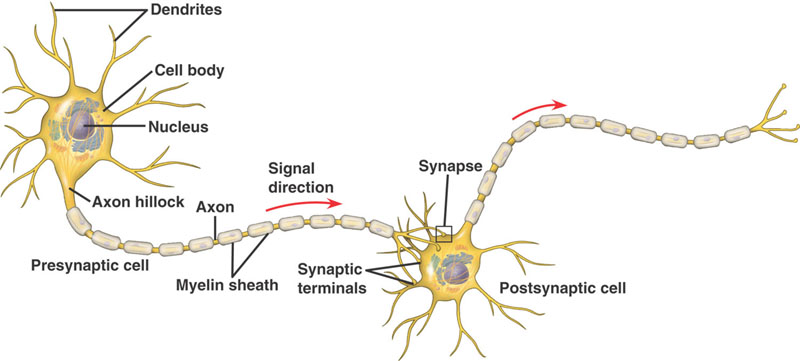 Dendrites
Cell body
Nucleus
Axon hillock
Axon
Signal
direction
Synapse
Presynaptic cell
Myelin sheath
Synaptic
terminals
Postsynaptic cell